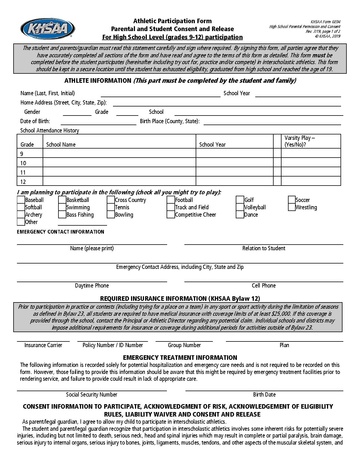 KHSAA
Athletic Participation Form
Parental and Student Consent and Release
For High School Level (grades 9-12) participation
KHSAA Form GE04
High School Parental Permission and Consent
Rev. 7/19, page 1 of 2
© KHSAA, 2019
The student and parents/guardian must read this statement carefully and sign where required. By signing this form, all parties agree that they
have accurately completed all sections of the form and have read and agree to the terms of this form as detailed. This form must be
completed before the student participates (hereinafter including try out for, practice and/or compete) in interscholastic athletics. This form
should be kept in a secure location until the student has exhausted eligibility, graduated from high school and reached the age of 19.
ATHLETE INFORMATION (This part must be completed by the student and family)
Name (Last, First, Initial)
School Year
Home Address (Street, City, State, Zip):
Gender
Grade
School
Date of Birth:
Birth Place (County, State):
School Attendance History
Grade
School Name
School Year
Varsity Play –
(Yes/No)?
9
10
11
12
I am planning to participate in the following (check all you might try to play):
Baseball
Basketball
Cross Country
Football
Golf
Soccer
Softball
Swimming
Tennis
Track and Field
Volleyball
Wrestling
Archery
Bass Fishing
Bowling
Competitive Cheer
Dance
Other
EMERGENCY CONTACT INFORMATION
Name (please print)
Relation to Student
Emergency Contact Address, including City, State and Zip
Daytime Phone
Cell Phone
REQUIRED INSURANCE INFORMATION (KHSAA Bylaw 12)
Prior to participation in practice or contests (including trying for a place on a team) in any sport or sport activity during the limitation of seasons
as defined in Bylaw 23, all students are required to have medical insurance with coverage limits of at least $25,000. If this coverage is
provided through the school, contact the Principal or Athletic Director regarding any potential claim. Individual schools and districts may
impose additional requirements for insurance or coverage during additional periods for activities outside of Bylaw 23.
Insurance Carrier
Policy Number / ID Number
Group Number
Plan
EMERGENCY TREATMENT INFORMATION
The following information is recorded solely for potential hospitalization and emergency care needs and is not required to be recorded on this
form. However, those failing to provide this information should be aware that this might be required by emergency treatment facilities prior to
rendering service, and failure to provide could result in lapse of appropriate care.
Social Security Number
Birth Date
CONSENT INFORMATION TO PARTICIPATE, ACKNOWLEDGMENT OF RISK, ACKNOWLEDGEMENT OF ELIGIBILITY
RULES, LIABILITY WAIVER AND CONSENT AND RELEASE
As parent/legal guardian, I agree to allow my child to participate in interscholastic athletics.
The student and parent/legal guardian recognize that participation in interscholastic athletics involves some inherent risks for potentially severe
injuries, including but not limited to death, serious neck, head and spinal injuries which may result in complete or partial paralysis, brain damage,
serious injury to internal organs, serious injury to bones, joints, ligaments, muscles, tendons, and other aspects of the muscular skeletal system, and